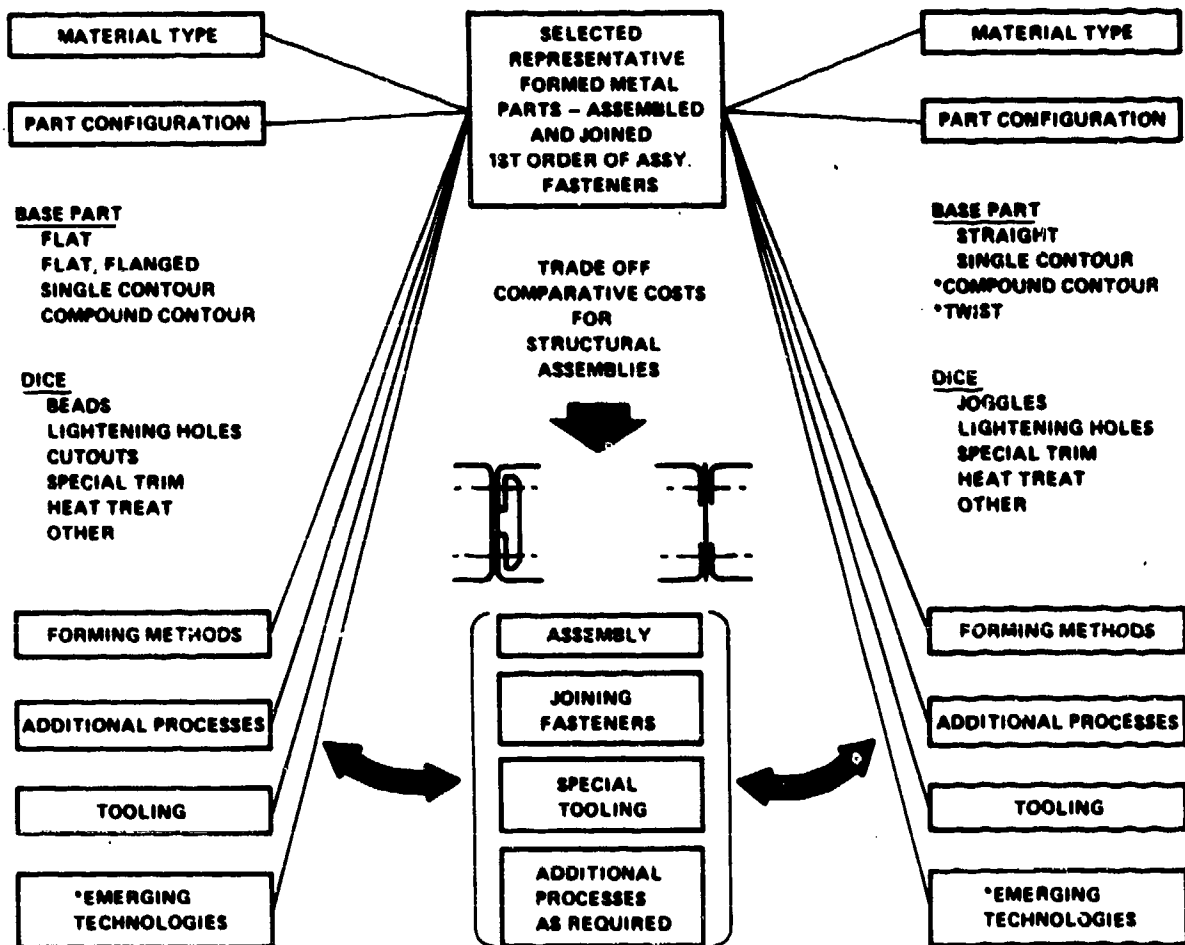 MATERIAL TYPE
PART CONFIGURATION
BASE PART
FLAT
FLAT, FLANGED
SINGLE CONTOUR
COMPOUND CONTOUR
DICE
BEADS
LIGHTENING HOLES
CUTOUTS
SPECIAL TRIM
HEAT TREAT
OTHER
FORMING METHODS
ADDITIONAL PROCESSES
TOOLING
*EMERGING
TECHNOLOGIES
SELECTED
REPRESENTATIVE
FORMED METAL
PARTS – ASSEMBLED
AND JOINED
1ST ORDER OF ASSY.
FASTENERS
TRADE OFF
COMPARATIVE COSTS
FOR
STRUCTURAL
ASSEMBLIES
ASSEMBLY
JOINING
FASTENERS
SPECIAL
TOOLING
ADDITIONAL
PROCESSES
AS REQUIRED
MATERIAL TYPE
PART CONFIGURATION
BASE PART
STRAIGHT
SINGLE CONTOUR
*COMPOUND CONTOUR
*TWIST
DICE
JOGGLES
LIGHTENING HOLES
SPECIAL TRIM
HEAT TREAT
OTHER
FORMING METHODS
ADDITIONAL PROCESSES
TOOLING
*EMERGING
TECHNOLOGIES